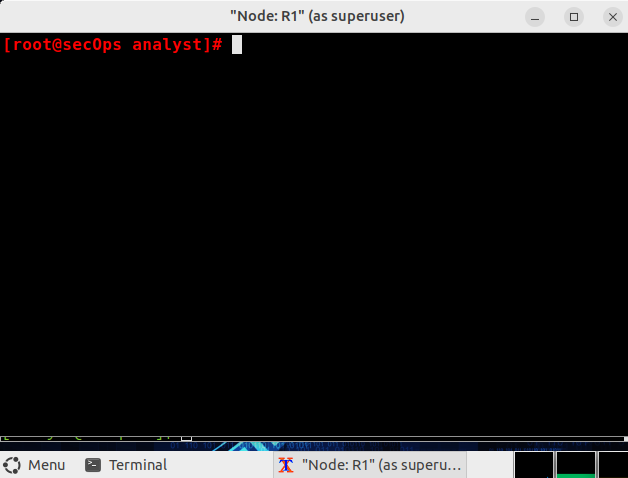 "Node: R1" (as superuser)
[root@secOps analyst]#
Menu
Terminal
"Node: R1" (as superu...